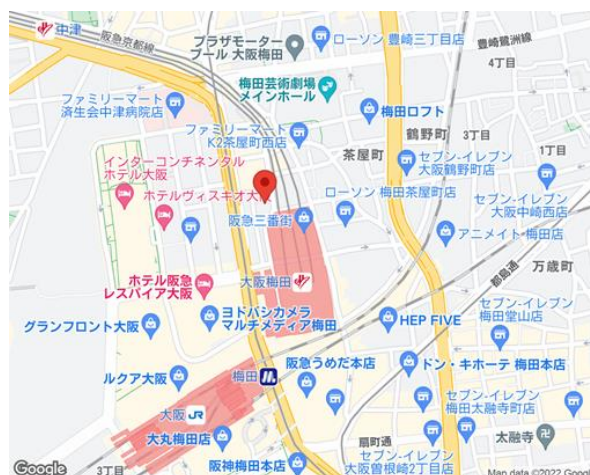 中津
阪急京都線
プラザモーター
プール 大阪梅田
ローソン 豊崎三丁目店
豊崎鷺洲線
4丁目
梅田芸術劇場
メインホール
ファミリーマート
済生会中津病院店
梅田ロフト
ファミリーマート
K2茶屋町西店
鶴野町
3丁目
1丁目
茶屋町
インターコンチネンタル
ホテル大阪
セブン-イレブン
大阪鶴野町店
セブン-イレブン
大阪中崎西店
ホテルヴィスキオ大阪
ローソン 梅田茶屋町店
阪急三番街
アニメイト 梅田店
都島通
万歳町
大阪梅田
ホテル阪急
レスパイア大阪
セブン-イレブン
梅田堂山店
グランフロント大阪
ヨドバシカメラ
マルチメディア梅田
HEP FIVE
阪急うめだ本店
ドン・キホーテ 梅田本店
ルクア大阪
梅田
セブン-イレブン
梅田太融寺町店
大阪
JR
大丸梅田店
扇町通
太融寺
3丁目
阪神梅田本店
セブン-イレブン
大阪曽根崎2丁目店
Google
Map data ©2022 Google